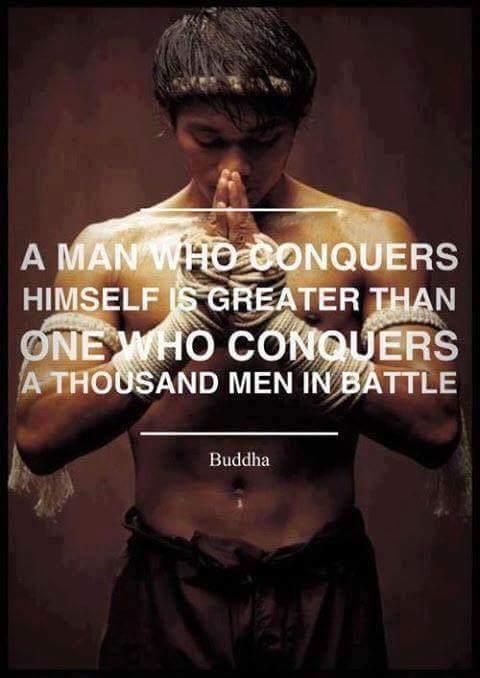 A MAN WHO CONQUERS
HIMSELF IS GREATER THAN
ONE WHO CONQUERS
A THOUSAND MEN IN BATTLE
Buddha